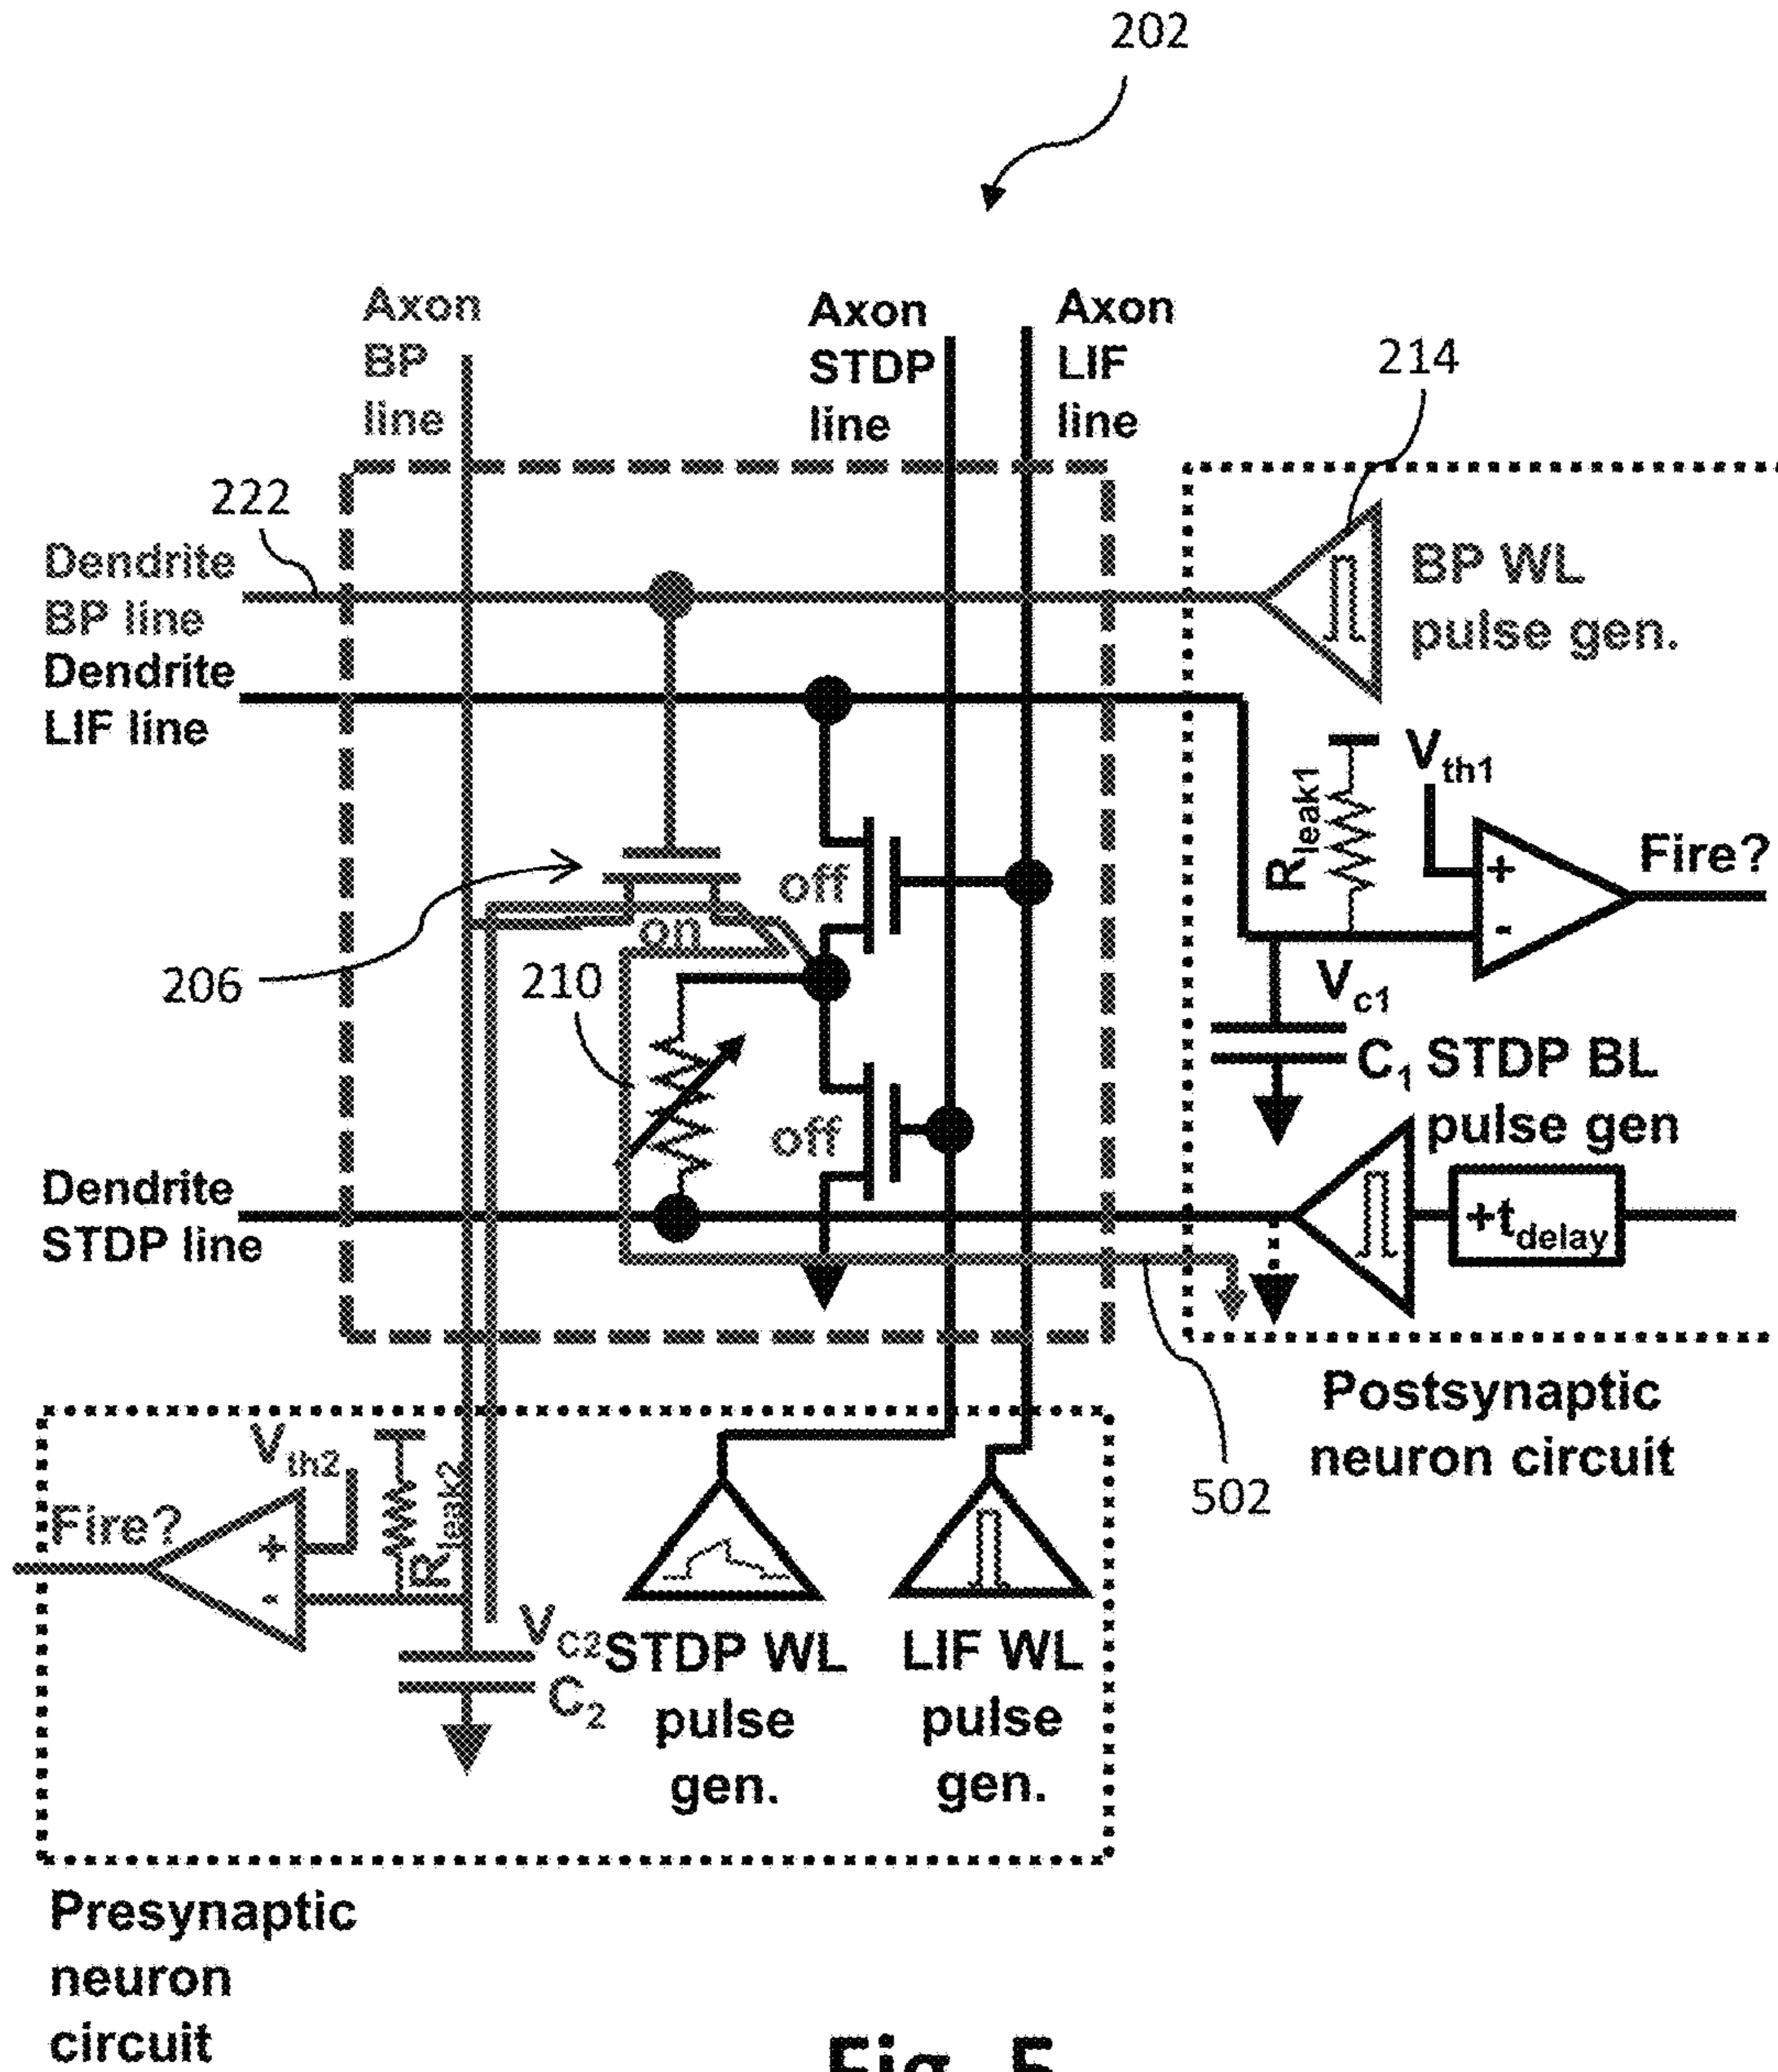 202
Axon
BP
line
Axon
STDP
line
Axon
LIF
line
214
222
Dendrite
BP line
BP WL
pulse gen.
Dendrite
LIF line
Rleak1
Vth1
+
-
Fire?
off
on
206
210
Vc1
C1
STDP BL
pulse gen
off
Dendrite
STDP line
+tdelay
Postsynaptic
neuron circuit
502
Vth2
Fire?
+
-
Rleak2
VC2
C2
STDP WL
pulse
gen.
LIF WL
pulse
gen.
Presynaptic
neuron
circuit
Fig. 5